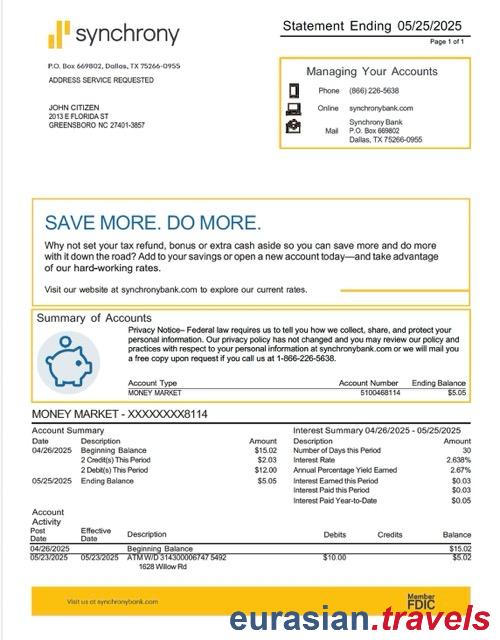 synchrony
Statement Ending 05/25/2025
Page 1 of 1
P.O. Box 669802, Dallas, TX 75266-0955
ADDRESS SERVICE REQUESTED
JOHN CITIZEN
2013 E FLORIDA ST
GREENSBORO NC 27401-3857
Managing Your Accounts
Phone (866) 226-5638
Online synchronybank.com
Mail Synchrony Bank
P.O. Box 669802
Dallas, TX 75266-0955
SAVE MORE. DO MORE.
Why not set your tax refund, bonus or extra cash aside so you can save more and do more
with it down the road? Add to your savings or open a new account today—and take advantage
of our hard-working rates.
Visit our website at synchronybank.com to explore our current rates.
Summary of Accounts
Privacy Notice– Federal law requires us to tell you how we collect, share, and protect your
personal information. Our privacy policy has not changed and you may review our policy and
practices with respect to your personal information at synchronybank.com or we will mail you
a free copy upon request if you call us at 1-866-226-5638.
Account Type Account Number Ending Balance
MONEY MARKET 5100468114 $5.05
MONEY MARKET - XXXXXXXX8114
Account Summary
Date Description Amount
04/26/2025 Beginning Balance $15.02
2 Credit(s) This Period $2.03
2 Debit(s) This Period $12.00
05/25/2025 Ending Balance $5.05
Interest Summary 04/26/2025 - 05/25/2025
Description Amount
Number of Days this Period 30
Interest Rate 2.638%
Annual Percentage Yield Earned 2.67%
Interest Earned this Period $0.03
Interest Paid this Period $0.03
Interest Paid Year-to-Date $0.05
Account
Activity
Post Date Effective Date Description Debits Credits Balance
04/26/2025 Beginning Balance $15.02
05/23/2025 05/23/2025 ATM W/D 314300006747 5492 $10.00 $5.02
1628 Willow Rd
Visit us at synchronybank.com
Member
FDIC
eurasian.travels